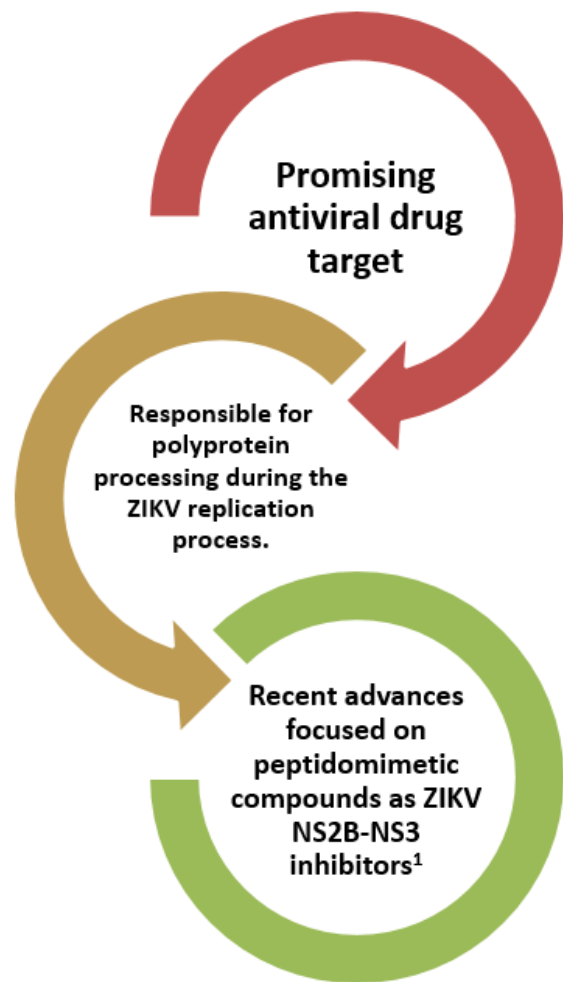 Promising
antiviral drug
target
Responsible for
polyprotein
processing during the
ZIKV replication
process.
Recent advances
focused on
peptidomimetic
compounds as ZIKV
NS2B-NS3
inhibitors¹